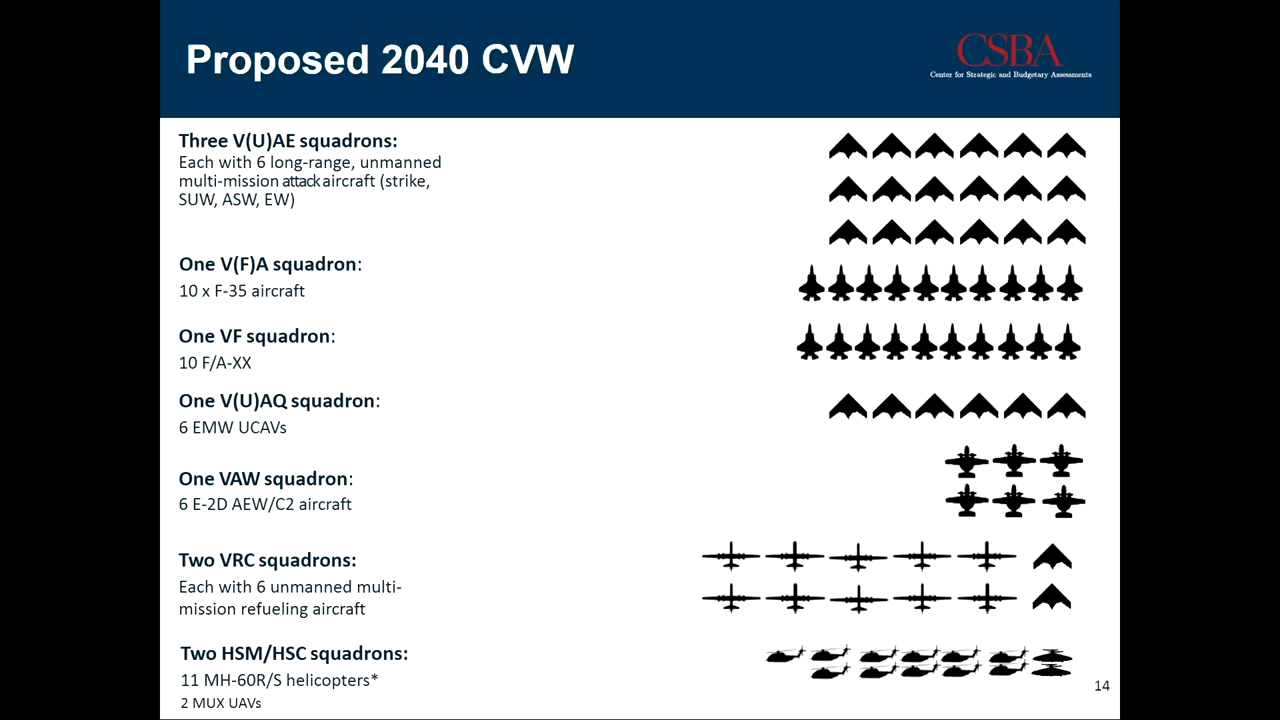 Proposed 2040 CVW
CSBA
Center for Strategic and Budgetary Assessments
Three V(U)AE squadrons:
Each with 6 long-range, unmanned
multi-mission attack aircraft (strike,
SUW, ASW, EW)
One V(F)A squadron:
10 x F-35 aircraft
One VF squadron:
10 F/A-XX
One V(U)AQ squadron:
6 EMW UCAVs
One VAW squadron:
6 E-2D AEW/C2 aircraft
Two VRC squadrons:
Each with 6 unmanned multi-
mission refueling aircraft
Two HSM/HSC squadrons:
11 MH-60R/S helicopters*
2 MUX UAVs
14